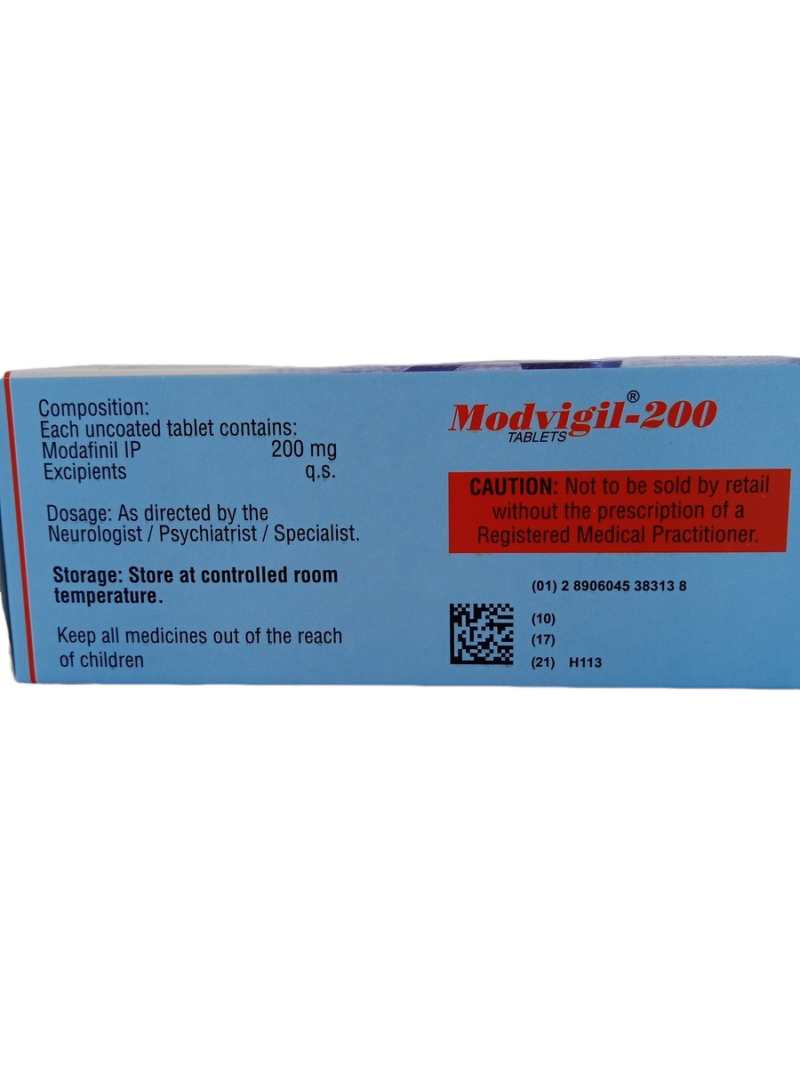 Composition:
Each uncoated tablet contains:
Modafinil IP 200 mg
Excipients q.s.
Dosage: As directed by the
Neurologist / Psychiatrist / Specialist.
Storage: Store at controlled room
temperature.
Keep all medicines out of the reach
of children
Modvigil®-200
TABLETS
CAUTION: Not to be sold by retail
without the prescription of a
Registered Medical Practitioner.
(01) 2 8906045 38313 8
(10)
(17)
(21) H113